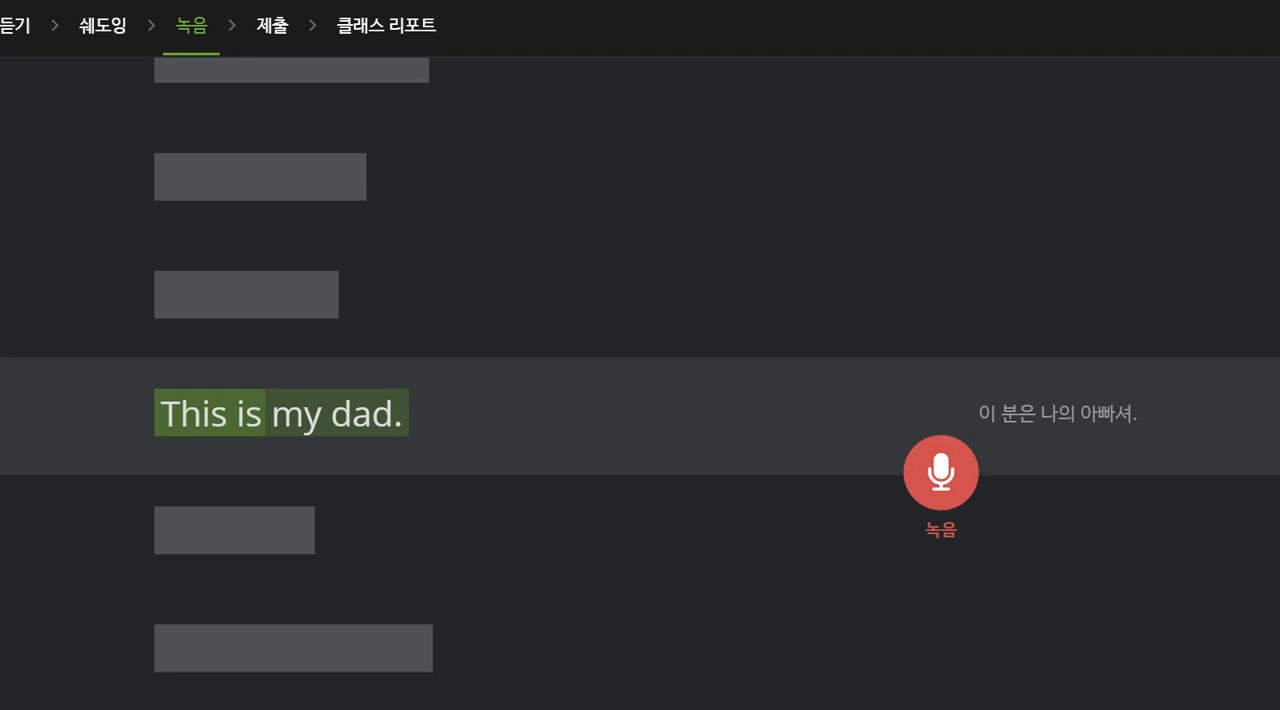 듣기 > 쉐도잉 > 녹음 > 제출 > 클래스 리포트
This is my dad.
이 분은 나의 아빠셔.
녹음